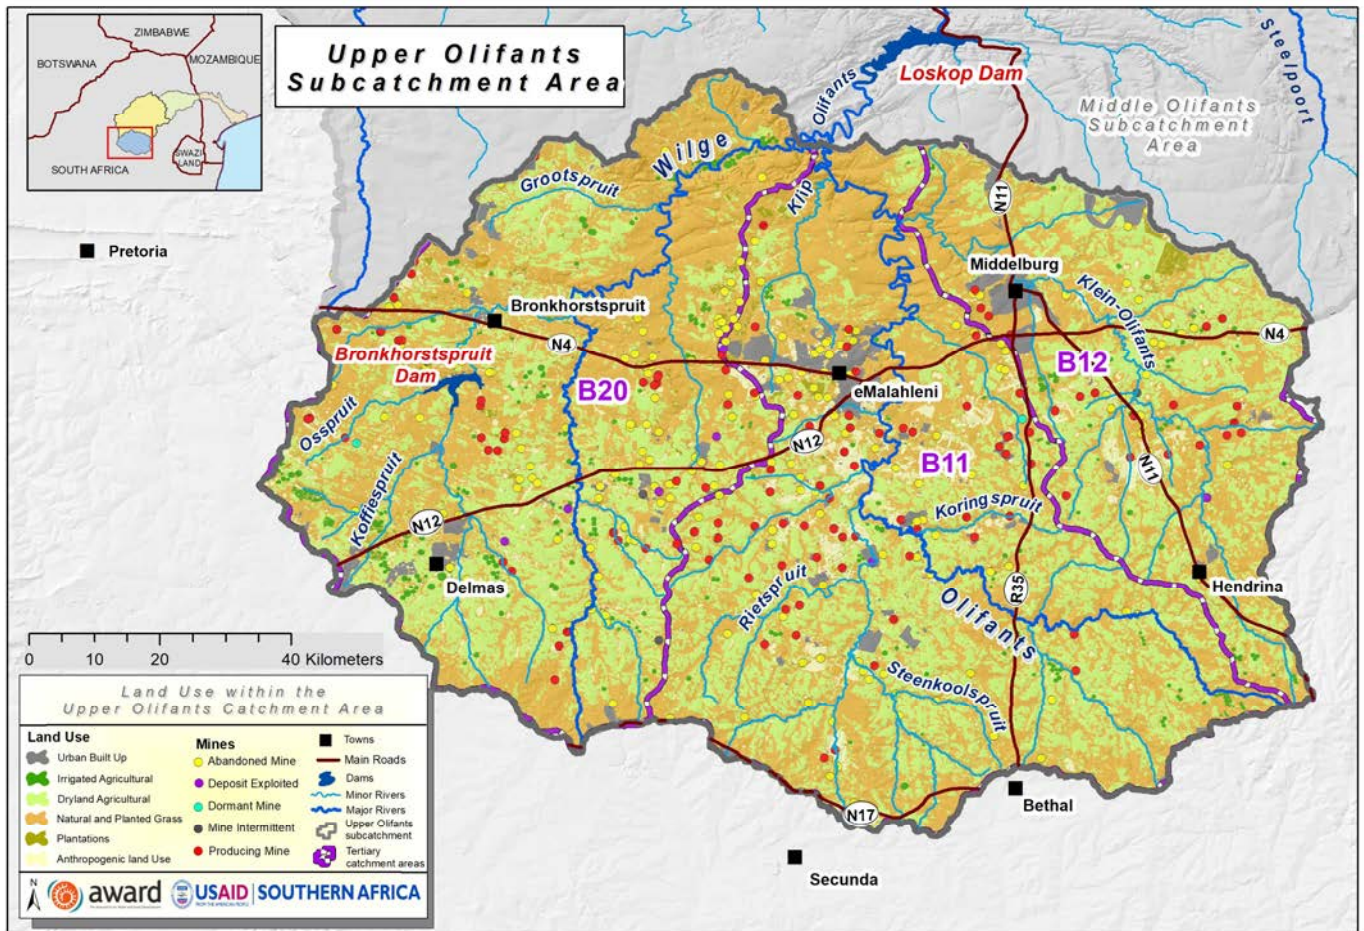 ZIMBABWE
BOTSWANA
MOZAMBIQUE
SWAZI
LAND
SOUTH AFRICA
Upper Olifants
Subcatchment Area
Olifants
Loskop Dam
Steelpoort
Middle Olifants
Subcatchment
Area
Wilge
Grootspruit
Klip
N11
Pretoria
Middelburg
Klein-Olifants
Bronkhorstspruit
N4
N4
Bronkhorstspruit
Dam
B20
B12
eMalahleni
Osspruit
N12
B11
N11
Koffiespruit
Koringspruit
N12
Delmas
Rietspruit
R35
Hendrina
Olifants
Steenkoolspruit
0 10 20 40 Kilometers
N17
Bethal
Secunda
Land Use within the
Upper Olifants Catchment Area
Land Use
Urban Built Up
Irrigated Agricultural
Dryland Agricultural
Natural and Planted Grass
Plantations
Anthropogenic land Use
Mines
Abandoned Mine
Deposit Exploited
Dormant Mine
Mine Intermittent
Producing Mine
Towns
Main Roads
Dams
Minor Rivers
Major Rivers
Upper Olifants
subcatchment
Tertiary
catchment areas
N
award
USAID
FROM THE AMERICAN PEOPLE
SOUTHERN AFRICA